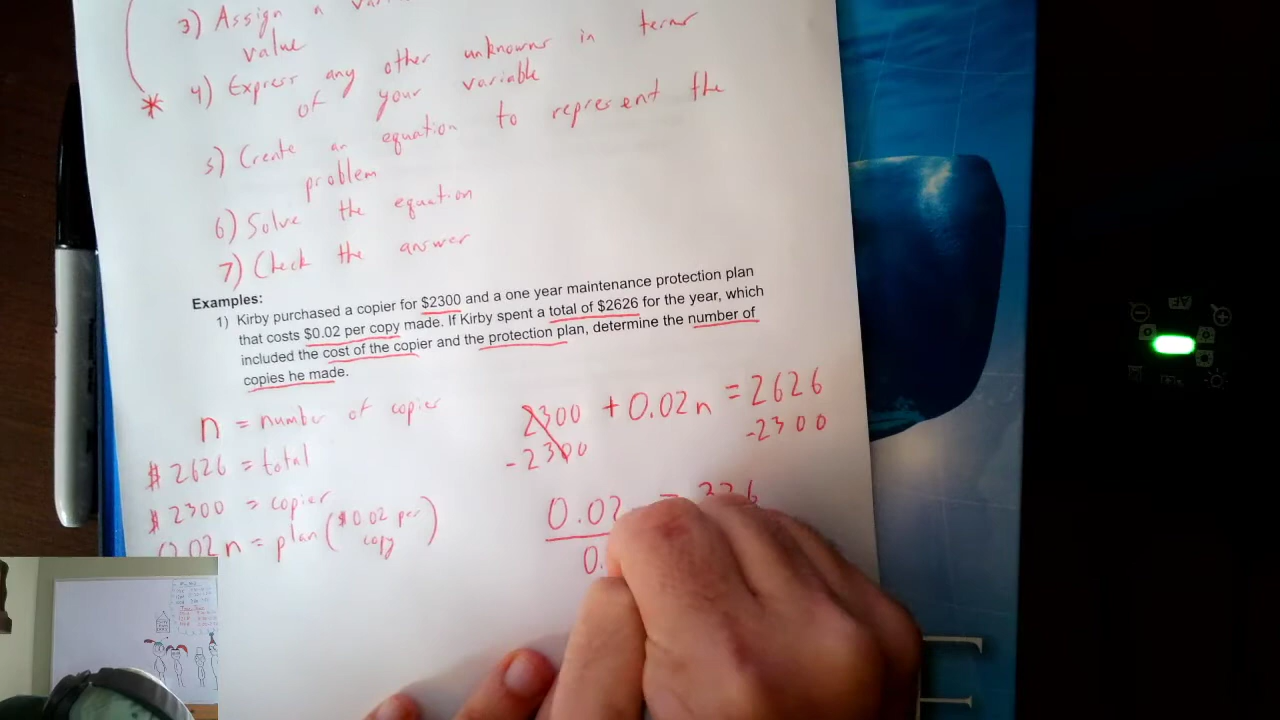 3) Assign a
value
4) Express any other unknowns in terms
of your variable
*
5) Create an equation to represent the
problem
6) Solve the equation
7) Check the answer
Examples:
1) Kirby purchased a copier for $2300 and a one year maintenance protection plan
that costs $0.02 per copy made. If Kirby spent a total of $2626 for the year, which
included the cost of the copier and the protection plan, determine the number of
copies he made.
n = number of copies
$2626 = total
$2300 = copier
0.02n = plan ($0.02 per
copy)
2300 + 0.02n = 2626
-2300 -2300
0.02 = 326
0.